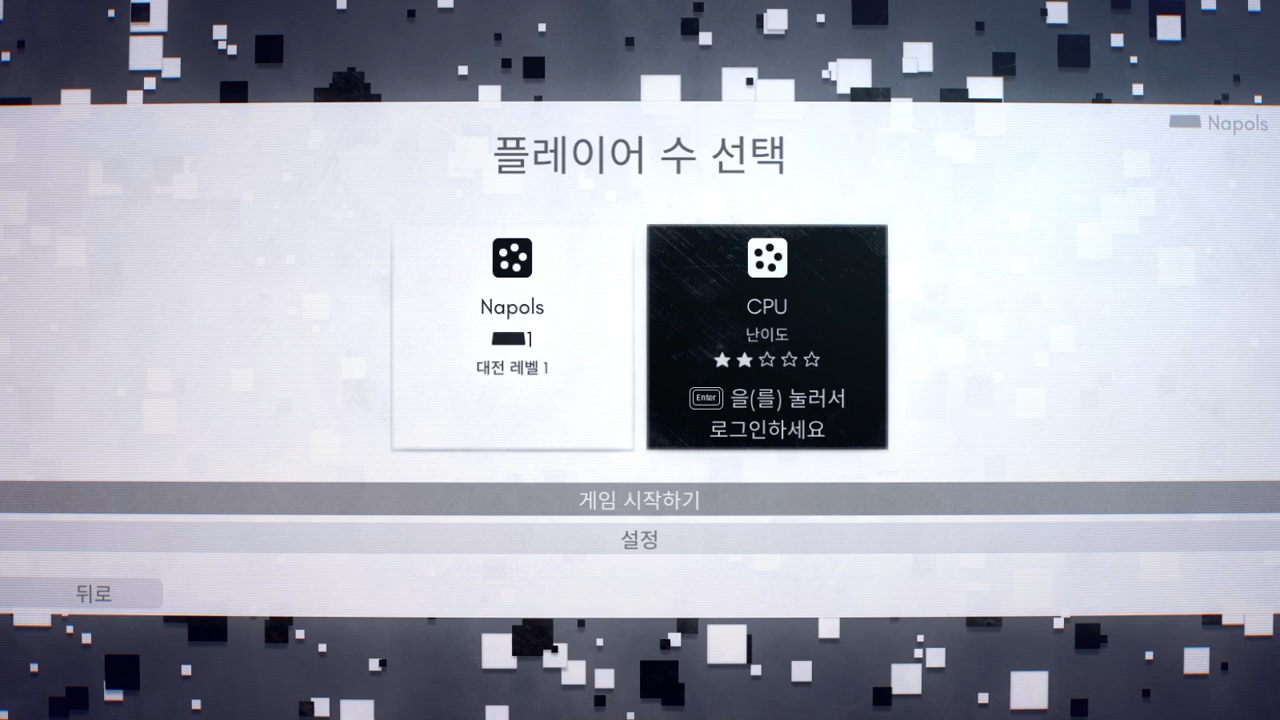 Napols
플레이어 수 선택
Napols
1
대전 레벨 1
CPU
난이도
Enter 을(를) 눌러서
로그인하세요
게임 시작하기
설정
뒤로